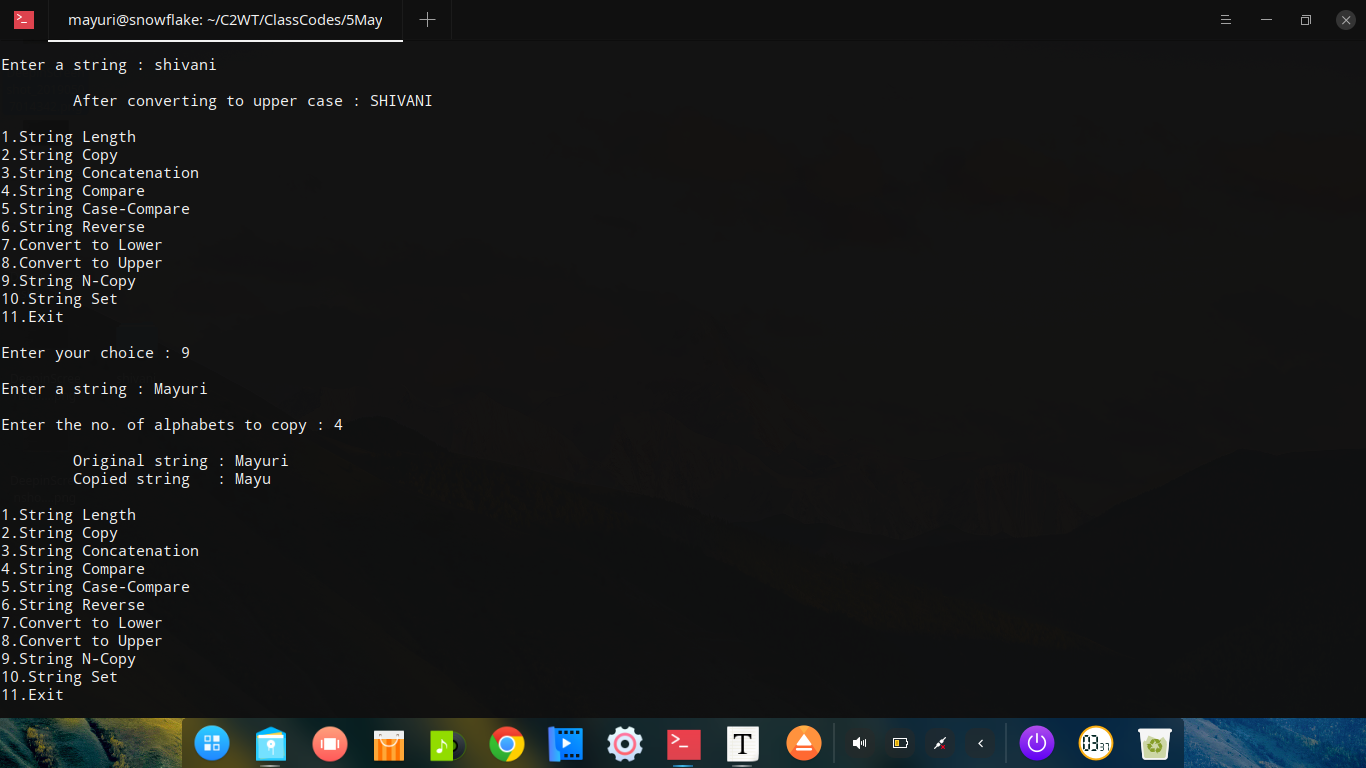 mayuri@snowflake: ~/C2WT/ClassCodes/5May
Enter a string : shivani
After converting to upper case : SHIVANI
1.String Length
2.String Copy
3.String Concatenation
4.String Compare
5.String Case-Compare
6.String Reverse
7.Convert to Lower
8.Convert to Upper
9.String N-Copy
10.String Set
11.Exit
Enter your choice : 9
Enter a string : Mayuri
Enter the no. of alphabets to copy : 4
Original string : Mayuri
Copied string   : Mayu
1.String Length
2.String Copy
3.String Concatenation
4.String Compare
5.String Case-Compare
6.String Reverse
7.Convert to Lower
8.Convert to Upper
9.String N-Copy
10.String Set
11.Exit
T
03 37